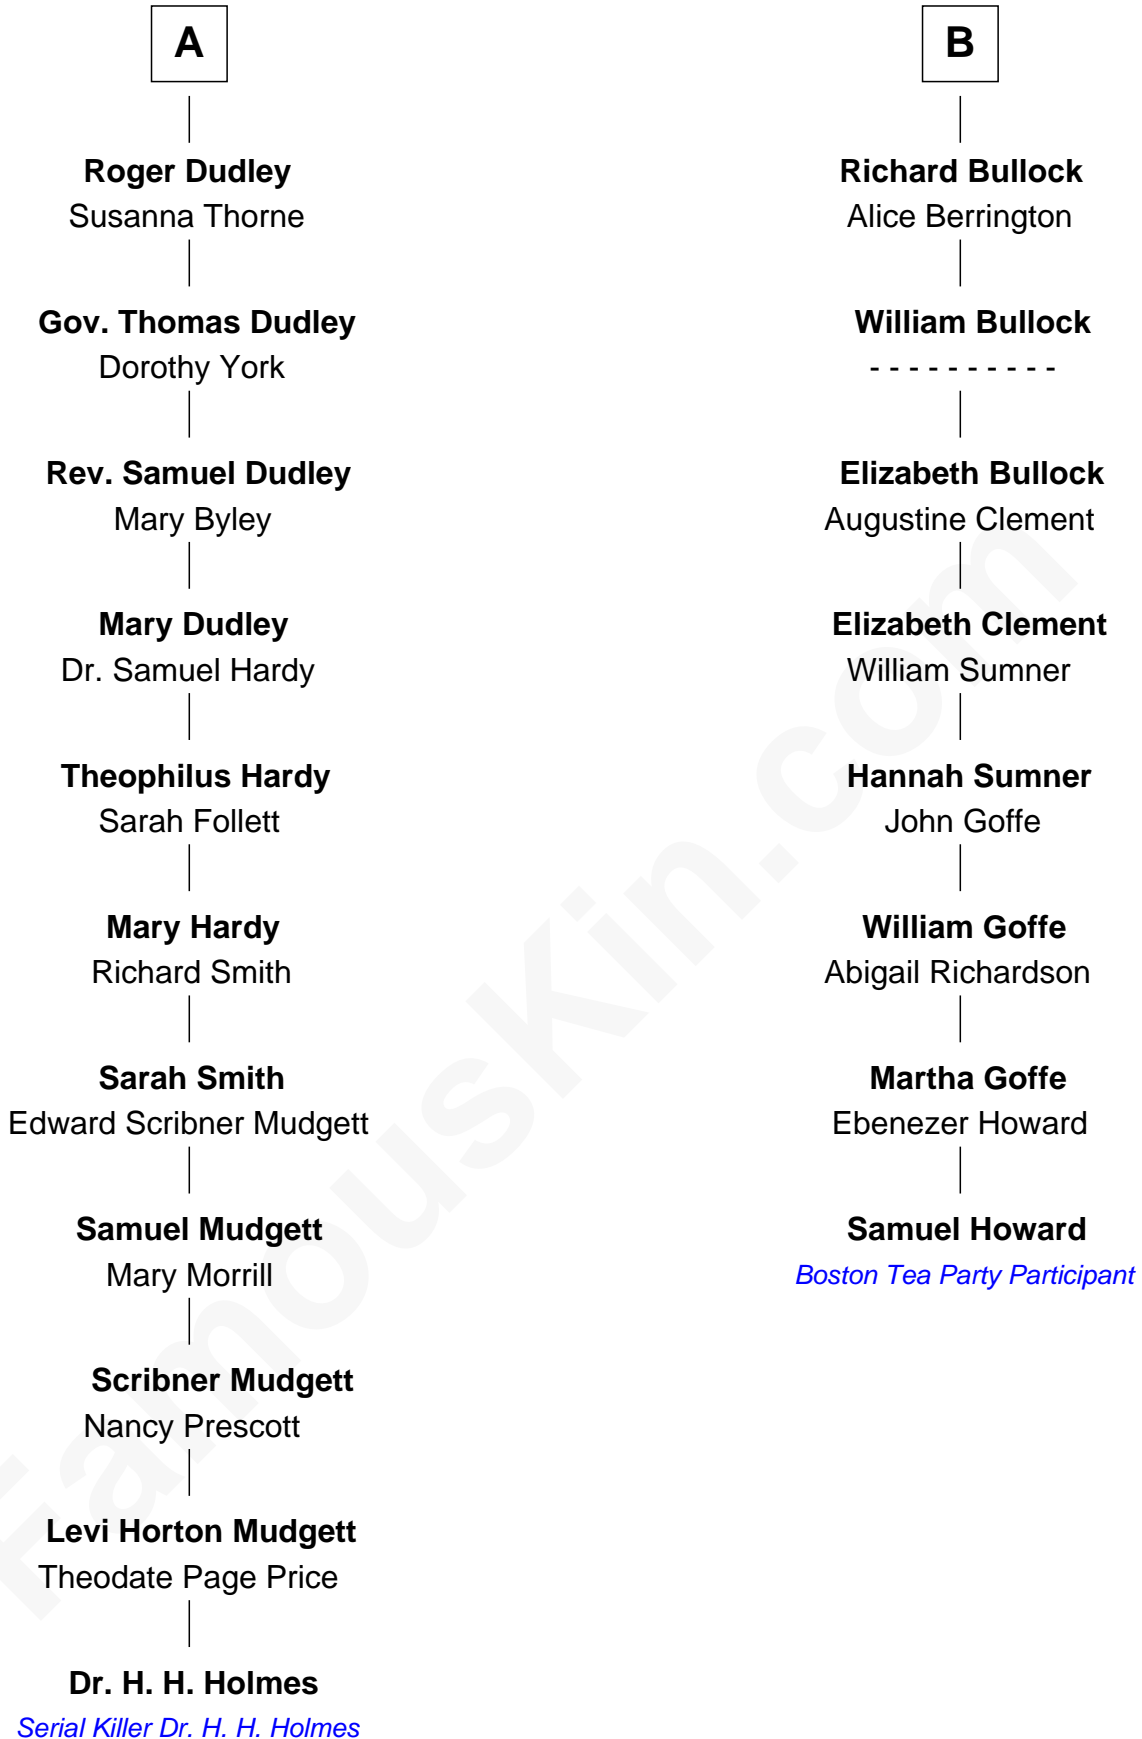 A
Roger Dudley
Susanna Thorne
Gov. Thomas Dudley
Dorothy York
Rev. Samuel Dudley
Mary Byley
Mary Dudley
Dr. Samuel Hardy
Theophilus Hardy
Sarah Follett
Mary Hardy
Richard Smith
Sarah Smith
Edward Scribner Mudgett
Samuel Mudgett
Mary Morrill
Scribner Mudgett
Nancy Prescott
Levi Horton Mudgett
Theodate Page Price
Dr. H. H. Holmes
Serial Killer Dr. H. H. Holmes
B
Richard Bullock
Alice Berrington
William Bullock
- - - - - - - - - -
Elizabeth Bullock
Augustine Clement
Elizabeth Clement
William Sumner
Hannah Sumner
John Goffe
William Goffe
Abigail Richardson
Martha Goffe
Ebenezer Howard
Samuel Howard
Boston Tea Party Participant
FamousKin.com